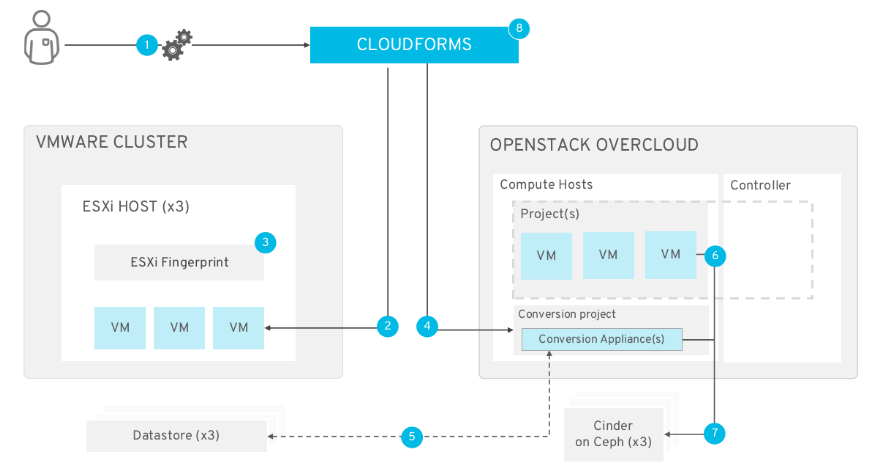 1
CLOUDFORMS
8
VMWARE CLUSTER
ESXi HOST (x3)
3
ESXi Fingerprint
VM
VM
VM
2
4
OPENSTACK OVERCLOUD
Compute Hosts
Controller
Project(s)
VM
VM
VM
6
Conversion project
Conversion Appliance(s)
Datastore (x3)
5
Cinder
on Ceph (x3)
7